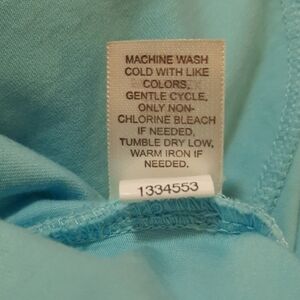 MACHINE WASH
COLD WITH LIKE
COLORS,
GENTLE CYCLE,
ONLY NON-
CHLORINE BLEACH
IF NEEDED,
TUMBLE DRY LOW,
WARM IRON IF
NEEDED.
1334553